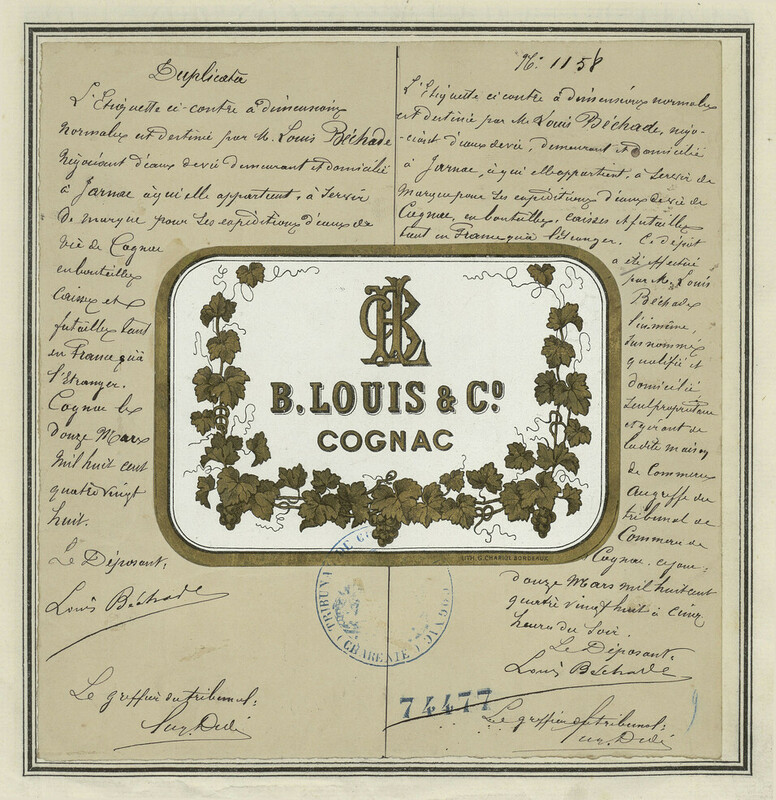 Duplicata
L'Etiquette ci-contre à dimensions
normales est destiné par M. Louis Béchade
Négociant d'eaux de vie demeurant et domicilié
à Jarnac à qui elle appartient, à servir
de marque pour ses expéditions d'eaux de
vie de Cognac
en bouteilles
Caisses et
futailles tant
en France qu'à
l'Etranger.
Cognac le
douze Mars
Mil huit cent
quatre vingt
huit.
Le Déposant:
Louis Béchade
Le greffier du tribunal:
N: 1158
L'Etiquette ci contre à dimensions normales
est destiné par M. Louis Béchade, négo-
-ciant d'eaux de vie, demeurant et domicilié
à Jarnac, à qui elle appartient, à servir de
Marque pour ses expéditions d'eaux de vie de
Cognac, en bouteilles, caisses et futailles
tant en France qu'à l'Etranger. Ce dépôt
a été effectué
par M. Louis
Béchade
lui même,
sus nommé
qualifié et
domicilié
seul propriétaire
et gérant de
la dite maison
de Commerce
au greffe du
tribunal de
Commerce de
Cognac, ce jour:
douze Mars mil huit cent
quatre vingt huit à cinq
heures du soir.
Le Déposant:
Louis Béchade
Le greffier du tribunal:
B. LOUIS & Cº
COGNAC
LITH. G. CHARIOL BORDEAUX
TRIBUNAL DE C
COGNAC
(CHARENTE)
74477